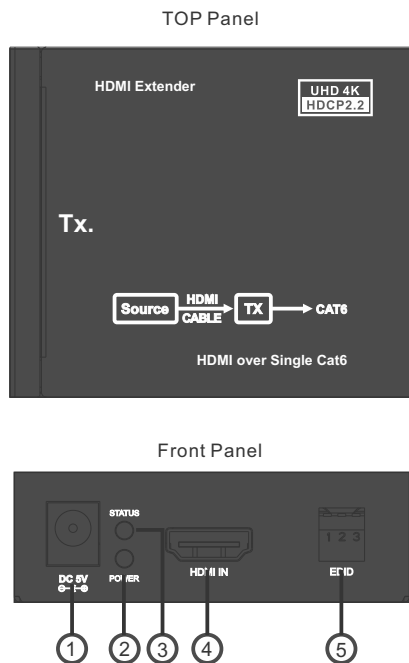 TOP Panel
HDMI Extender
UHD 4K
HDCP2.2
Tx.
Source
HDMI
CABLE
TX
CAT6
HDMI over Single Cat6
Front Panel
STATUS
1 2 3
DC 5V
POWER
HDMI IN
EDID
1
2
3
4
5